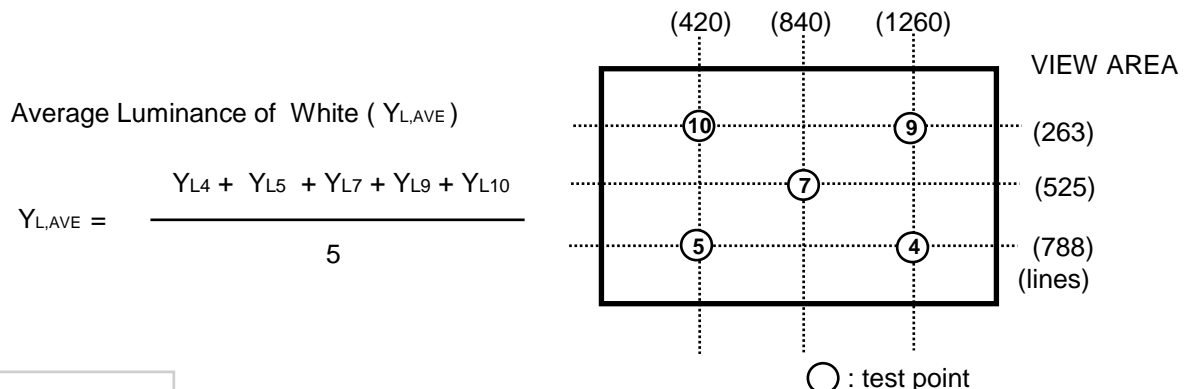 Average Luminance of White ( YL,AVE )
YL,AVE =
YL4 + YL5 + YL7 + YL9 + YL10
5
(420) (840) (1260)
VIEW AREA
10 9 (263)
7 (525)
5 4 (788)
(lines)
: test point